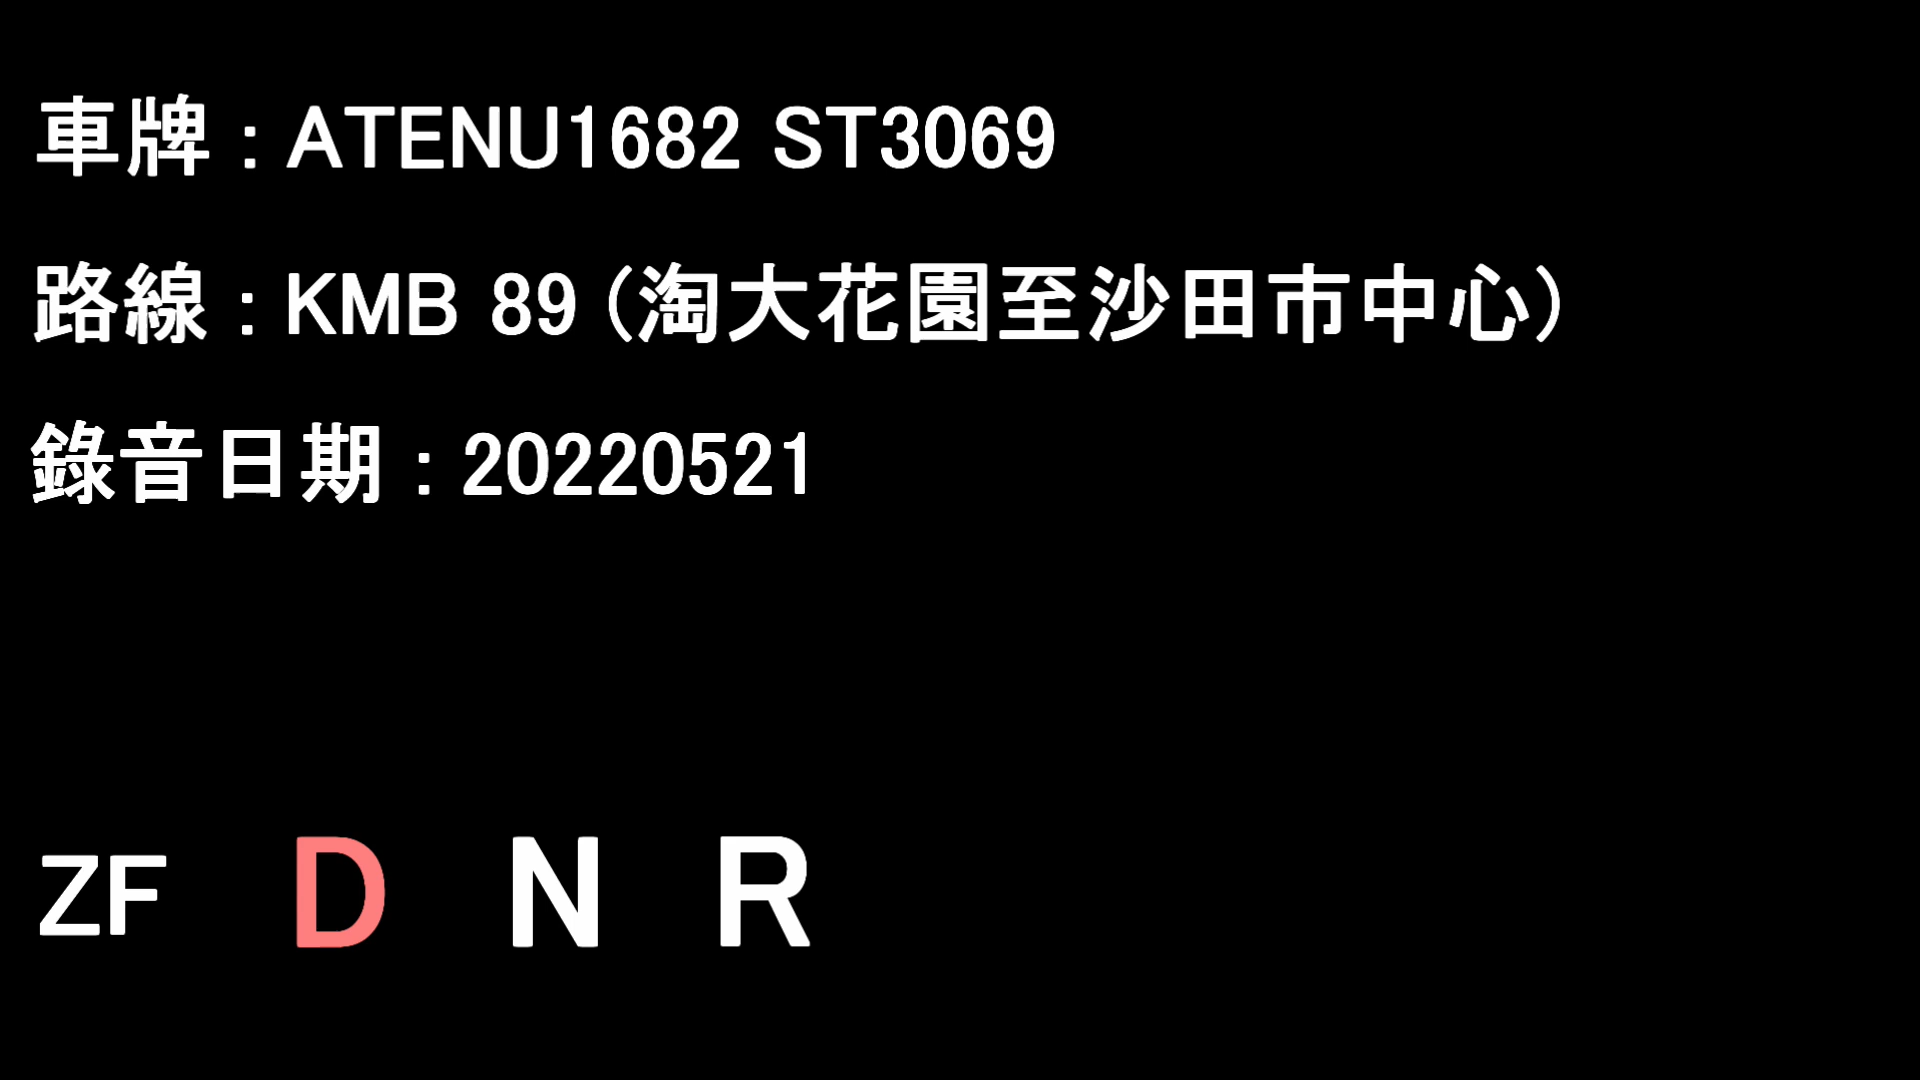 車牌 : ATENU1682 ST3069
路線 : KMB 89 (淘大花園至沙田市中心)
錄音日期 : 20220521
ZF D N R